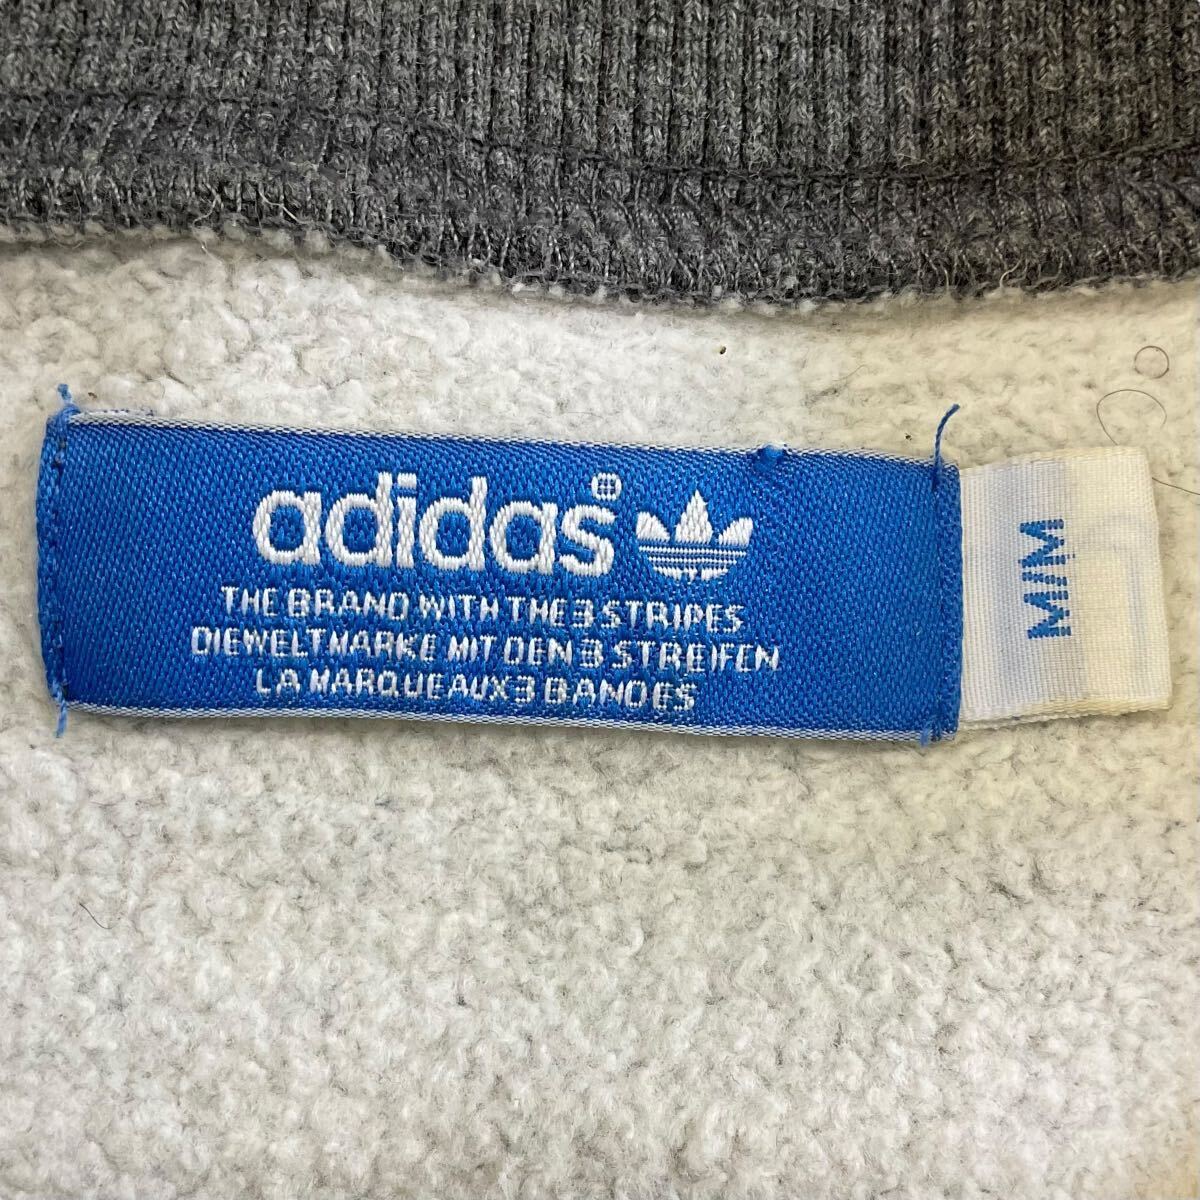 adidas
THE BRAND WITH THE 3 STRIPES
DIE WELTMARKE MIT DEN 3 STREIFEN
LA MARQUE AUX 3 BANDES
M/M